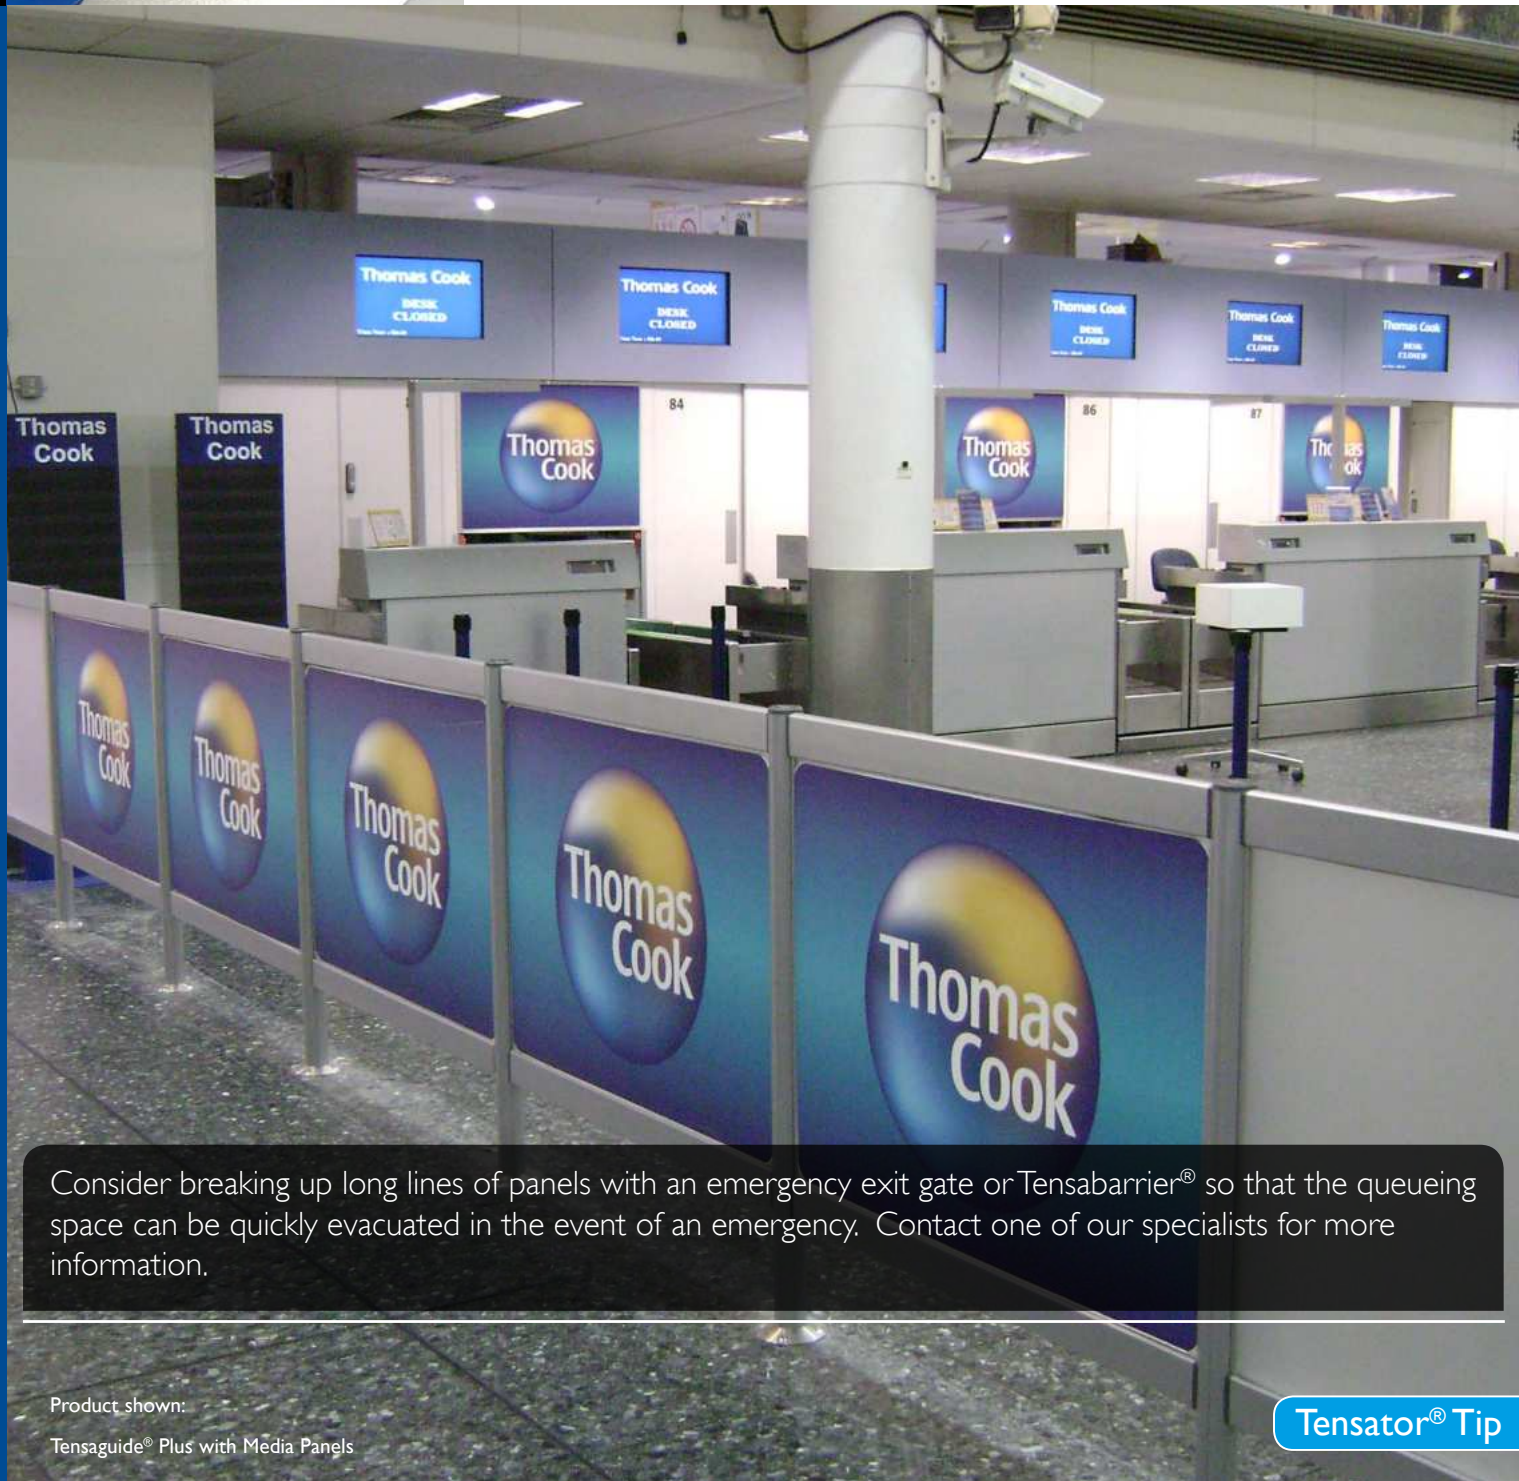 Thomas Cook
DESK
CLOSED
Thomas Cook
DESK
CLOSED
Thomas Cook
DESK
CLOSED
Thomas Cook
DESK
CLOSED
Thomas Cook
DESK
CLOSED
Thomas
Cook
Thomas
Cook
Thomas
Cook
84
Thomas
Cook
86
87
Thomas
Cook
Thomas
Cook
Thomas
Cook
Thomas
Cook
Thomas
Cook
Thomas
Cook
Consider breaking up long lines of panels with an emergency exit gate or Tensabarrier® so that the queueing
space can be quickly evacuated in the event of an emergency. Contact one of our specialists for more
information.
Product shown:
Tensaguide® Plus with Media Panels
Tensator® Tip